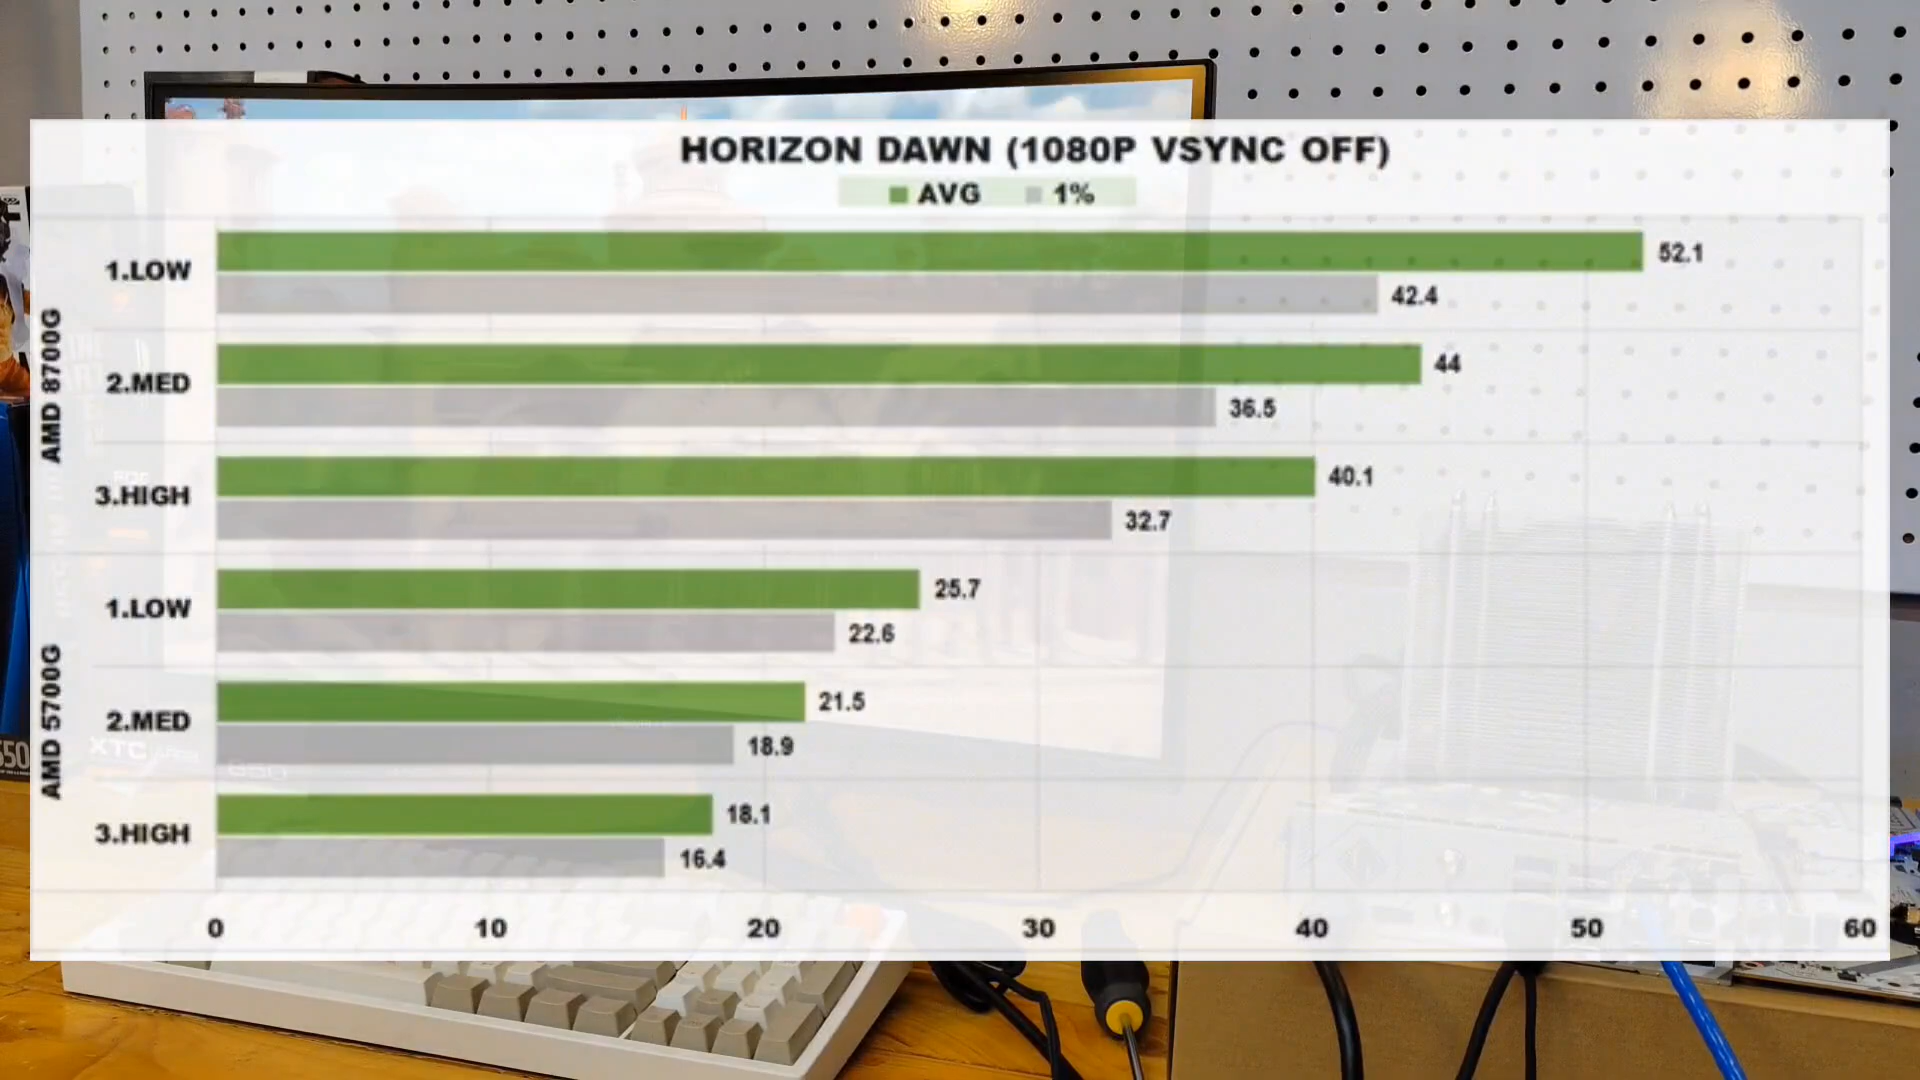 HORIZON DAWN (1080P VSYNC OFF)
AVG 1%
AMD 8700G
1.LOW
52.1
42.4
2.MED
44
36.5
3.HIGH
40.1
32.7
AMD 5700G
1.LOW
25.7
22.6
2.MED
21.5
18.9
3.HIGH
18.1
16.4
0 10 20 30 40 50 60
XTC
650